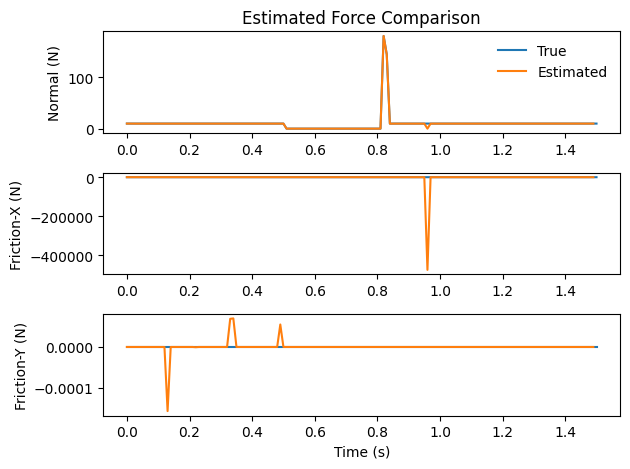 Estimated Force Comparison
Normal (N)
100
0
True
Estimated
0.0 0.2 0.4 0.6 0.8 1.0 1.2 1.4
Friction-X (N)
0
−200000
−400000
0.0 0.2 0.4 0.6 0.8 1.0 1.2 1.4
Friction-Y (N)
0.0000
−0.0001
0.0 0.2 0.4 0.6 0.8 1.0 1.2 1.4
Time (s)